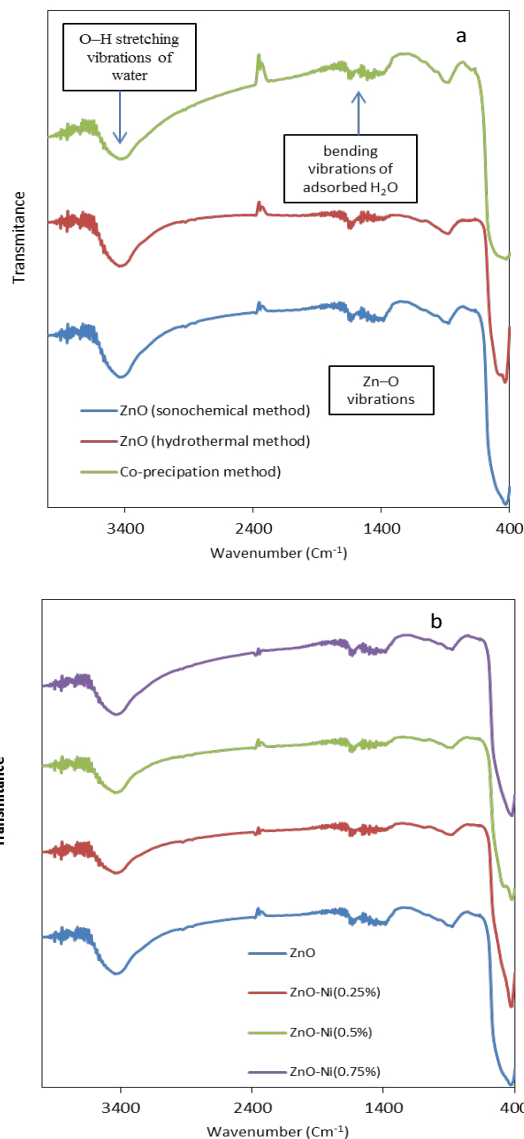 a
O–H stretching
vibrations of
water
bending
vibrations of
adsorbed H₂O
Transmitance
Zn–O
vibrations
ZnO (sonochemical method)
ZnO (hydrothermal method)
Co-precipation method)
3400 2400 1400 400
Wavenumber (Cm⁻¹)
b
ZnO
ZnO-Ni(0.25%)
ZnO-Ni(0.5%)
ZnO-Ni(0.75%)
3400 2400 1400 400
Wavenumber (Cm⁻¹)